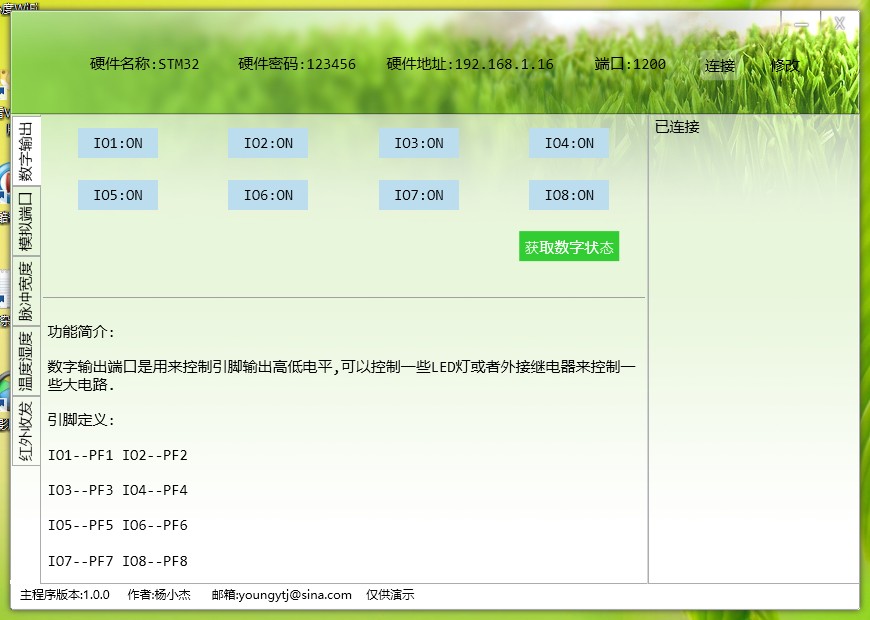 硬件名称:STM32 硬件密码:123456 硬件地址:192.168.1.16 端口:1200 连接 修改
X
数字输出
模拟端口
脉冲宽度
温度湿度
红外收发
IO1:ON IO2:ON IO3:ON IO4:ON
IO5:ON IO6:ON IO7:ON IO8:ON
获取数字状态
功能简介:
数字输出端口是用来控制引脚输出高低电平,可以控制一些LED灯或者外接继电器来控制一
些大电路.
引脚定义:
IO1--PF1 IO2--PF2
IO3--PF3 IO4--PF4
IO5--PF5 IO6--PF6
IO7--PF7 IO8--PF8
已连接
主程序版本:1.0.0 作者:杨小杰 邮箱:youngytj@sina.com 仅供演示